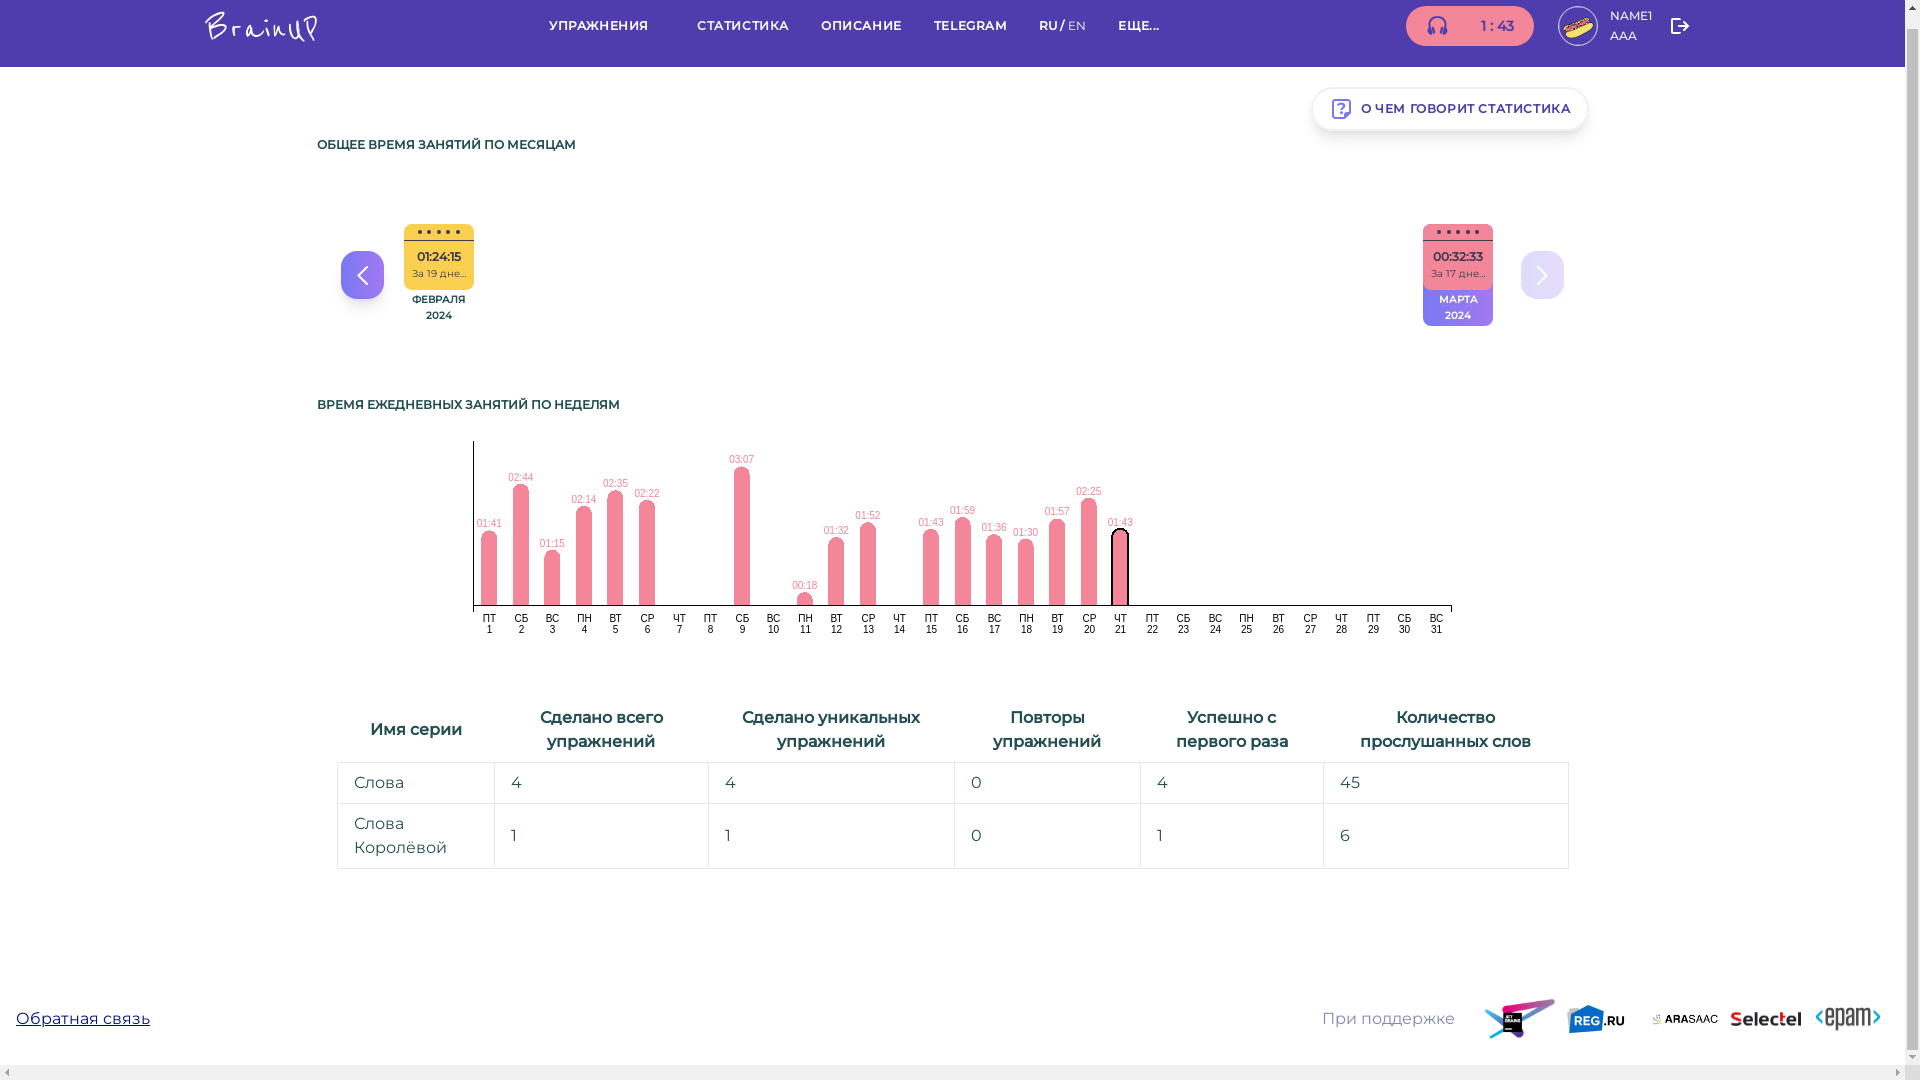 BrainUP
УПРАЖНЕНИЯ СТАТИСТИКА ОПИСАНИЕ TELEGRAM RU / EN ЕЩЕ...
1 : 43
NAME1
AAA
О ЧЕМ ГОВОРИТ СТАТИСТИКА
ОБЩЕЕ ВРЕМЯ ЗАНЯТИЙ ПО МЕСЯЦАМ
01:24:15
За 19 дне...
ФЕВРАЛЯ
2024
00:32:33
За 17 дне...
МАРТА
2024
ВРЕМЯ ЕЖЕДНЕВНЫХ ЗАНЯТИЙ ПО НЕДЕЛЯМ
01:41 02:44 01:15 02:14 02:35 02:22 03:07 00:18 01:32 01:52 01:43 01:59 01:36 01:30 01:57 02:25 01:43
ПТ СБ ВС ПН ВТ СР ЧТ ПТ СБ ВС ПН ВТ СР ЧТ ПТ СБ ВС ПН ВТ СР ЧТ ПТ СБ ВС ПН ВТ СР ЧТ ПТ СБ ВС
1 2 3 4 5 6 7 8 9 10 11 12 13 14 15 16 17 18 19 20 21 22 23 24 25 26 27 28 29 30 31
Имя серии
Сделано всего
упражнений
Сделано уникальных
упражнений
Повторы
упражнений
Успешно с
первого раза
Количество
прослушанных слов
Слова 4 4 0 4 45
Слова
Королёвой 1 1 0 1 6
Обратная связь
При поддержке
JET
BRAINS
REG.RU
ARASAAC
Selectel
<epam>